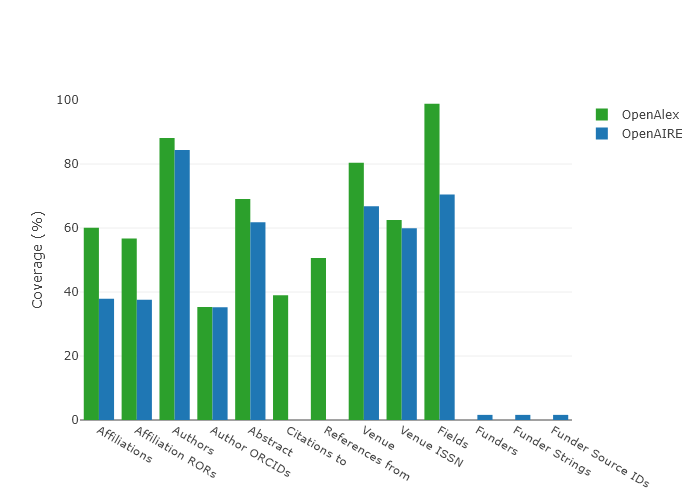 100
80
60
40
20
0
Coverage (%)
Affiliations
Affiliation RORs
Authors
Author ORCIDs
Abstract
Citations to
References from
Venue
Venue ISSN
Fields
Funders
Funder Strings
Funder Source IDs
OpenAlex
OpenAIRE